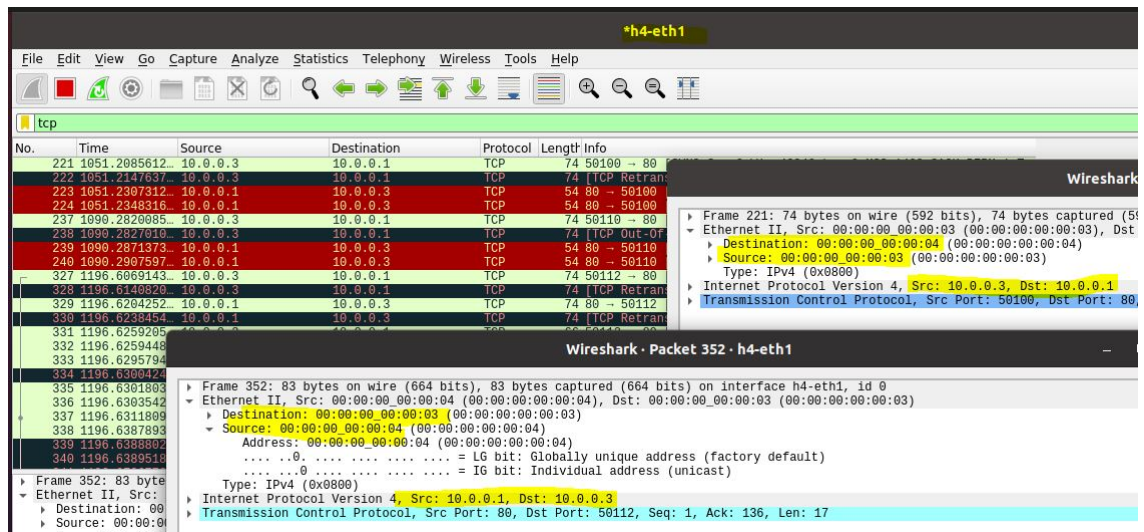 *h4-eth1
File Edit View Go Capture Analyze Statistics Telephony Wireless Tools Help
tcp
No. Time Source Destination Protocol Length Info
221 1051.2085612… 10.0.0.3 10.0.0.1 TCP 74 50100 → 80
222 1051.2147637… 10.0.0.3 10.0.0.1 TCP 74 [TCP Retran
223 1051.2307312… 10.0.0.1 10.0.0.3 TCP 54 80 → 50100
224 1051.2348316… 10.0.0.1 10.0.0.3 TCP 54 80 → 50100
237 1090.2820085… 10.0.0.3 10.0.0.1 TCP 74 50110 → 80
238 1090.2827010… 10.0.0.3 10.0.0.1 TCP 74 [TCP Out-Of
239 1090.2871373… 10.0.0.1 10.0.0.3 TCP 54 80 → 50110
240 1090.2907597… 10.0.0.1 10.0.0.3 TCP 54 80 → 50110
327 1196.6069143… 10.0.0.3 10.0.0.1 TCP 74 50112 → 80
328 1196.6140820… 10.0.0.3 10.0.0.1 TCP 74 [TCP Retran
329 1196.6204252… 10.0.0.1 10.0.0.3 TCP 74 80 → 50112
330 1196.6238454… 10.0.0.1 10.0.0.3 TCP 74 [TCP Retran
331 1196.6259205
332 1196.6259448
333 1196.6295794
334 1196.6300424
335 1196.6301803
336 1196.6303542
337 1196.6311809
338 1196.6387893
339 1196.6388802
340 1196.6389518
Frame 352: 83 byte
Ethernet II, Src:
Destination: 00
Source: 00:00:0
Wireshark
Frame 221: 74 bytes on wire (592 bits), 74 bytes captured (59
Ethernet II, Src: 00:00:00_00:00:03 (00:00:00:00:00:03), Dst
Destination: 00:00:00_00:00:04 (00:00:00:00:00:04)
Source: 00:00:00_00:00:03 (00:00:00:00:00:03)
Type: IPv4 (0x0800)
Internet Protocol Version 4, Src: 10.0.0.3, Dst: 10.0.0.1
Transmission Control Protocol, Src Port: 50100, Dst Port: 80,
Wireshark · Packet 352 · h4-eth1
Frame 352: 83 bytes on wire (664 bits), 83 bytes captured (664 bits) on interface h4-eth1, id 0
Ethernet II, Src: 00:00:00_00:00:04 (00:00:00:00:00:04), Dst: 00:00:00_00:00:03 (00:00:00:00:00:03)
Destination: 00:00:00_00:00:03 (00:00:00:00:00:03)
Source: 00:00:00_00:00:04 (00:00:00:00:00:04)
Address: 00:00:00_00:00:04 (00:00:00:00:00:04)
.... ..0. .... .... .... .... = LG bit: Globally unique address (factory default)
.... ...0 .... .... .... .... = IG bit: Individual address (unicast)
Type: IPv4 (0x0800)
Internet Protocol Version 4, Src: 10.0.0.1, Dst: 10.0.0.3
Transmission Control Protocol, Src Port: 80, Dst Port: 50112, Seq: 1, Ack: 136, Len: 17